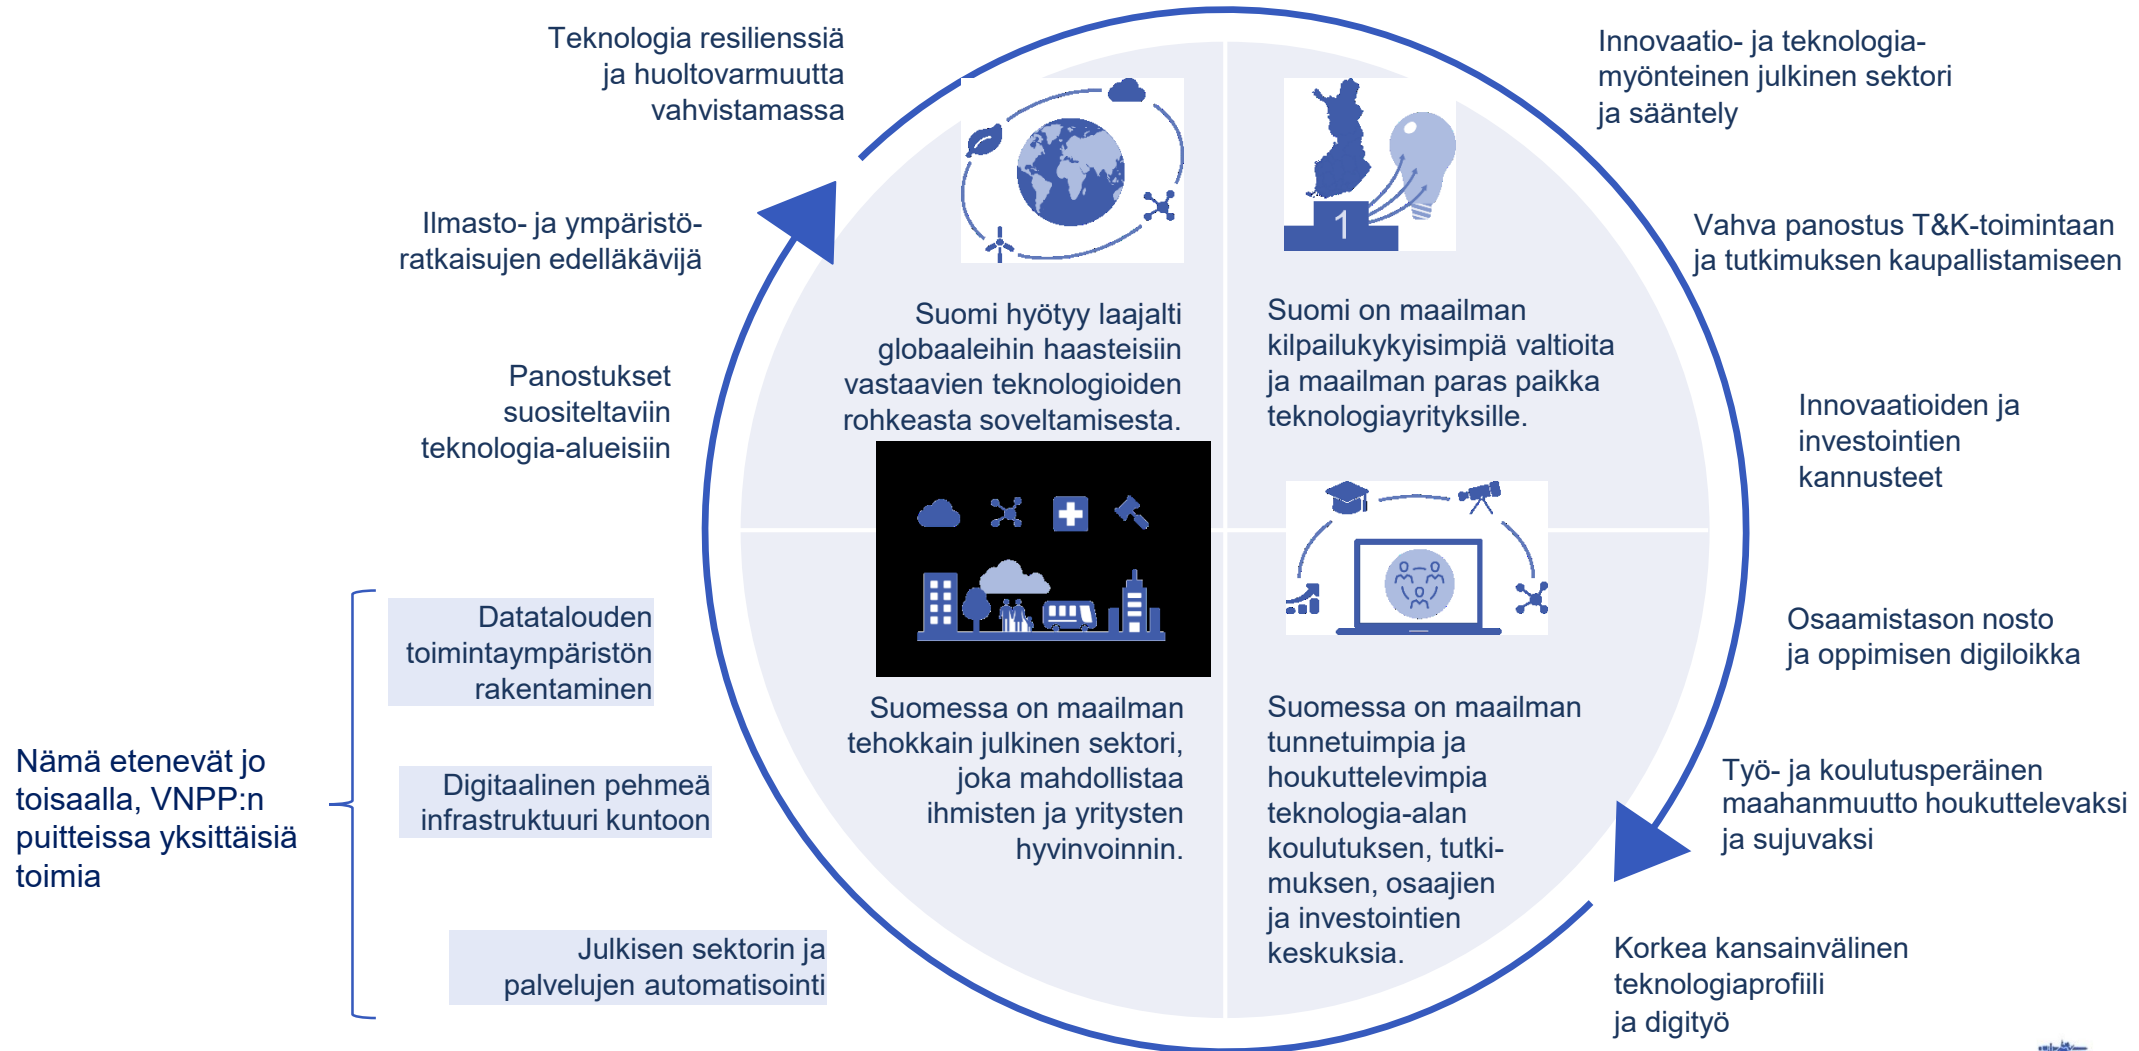 Teknologia resilienssiä
ja huoltovarmuutta
vahvistamassa
Ilmasto- ja ympäristö-
ratkaisujen edelläkävijä
Panostukset
suositeltaviin
teknologia-alueisiin
Datatalouden
toimintaympäristön
rakentaminen
Digitaalinen pehmeä
infrastruktuuri kuntoon
Julkisen sektorin ja
palvelujen automatisointi
Nämä etenevät jo
toisaalla, VNPP:n
puitteissa yksittäisiä
toimia
Suomi hyötyy laajalti
globaaleihin haasteisiin
vastaavien teknologioiden
rohkeasta soveltamisesta.
1
Suomi on maailman
kilpailukykyisimpiä valtioita
ja maailman paras paikka
teknologiayrityksille.
Suomessa on maailman
tehokkain julkinen sektori,
joka mahdollistaa
ihmisten ja yritysten
hyvinvoinnin.
Suomessa on maailman
tunnetuimpia ja
houkuttelevimpia
teknologia-alan
koulutuksen, tutki-
muksen, osaajien
ja investointien
keskuksia.
Innovaatio- ja teknologia-
myönteinen julkinen sektori
ja sääntely
Vahva panostus T&K-toimintaan
ja tutkimuksen kaupallistamiseen
Innovaatioiden ja
investointien
kannusteet
Osaamistason nosto
ja oppimisen digiloikka
Työ- ja koulutusperäinen
maahanmuutto houkuttelevaksi
ja sujuvaksi
Korkea kansainvälinen
teknologiaprofiili
ja digityö